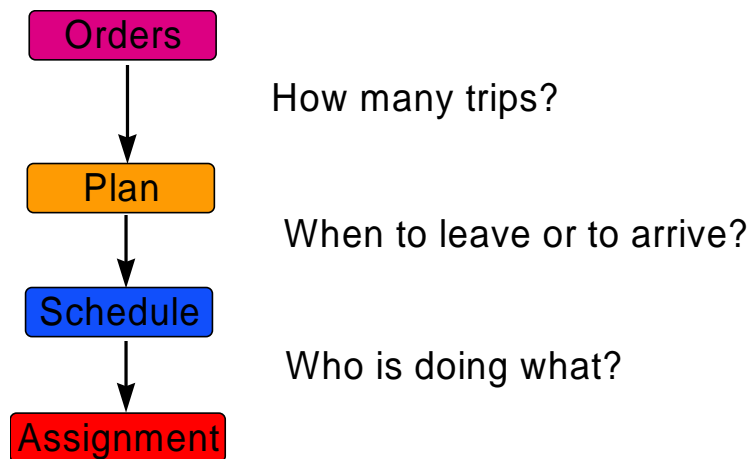 Orders
How many trips?
Plan
When to leave or to arrive?
Schedule
Who is doing what?
Assignment